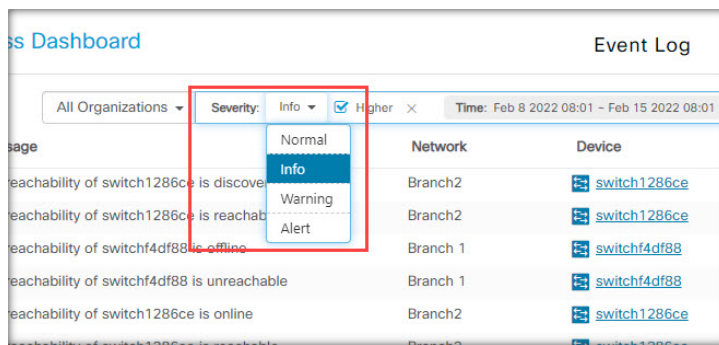 ss Dashboard
Event Log
All Organizations
Severity: Info Higher × Time: Feb 8 2022 08:01 - Feb 15 2022 08:01
Normal
Info
Warning
Alert
sage Network Device
reachability of switch1286ce is discove Branch2 switch1286ce
reachability of switch1286ce is reachab Branch2 switch1286ce
reachability of switchf4df88 is offline Branch 1 switchf4df88
reachability of switchf4df88 is unreachable Branch 1 switchf4df88
reachability of switch1286ce is online Branch2 switch1286ce